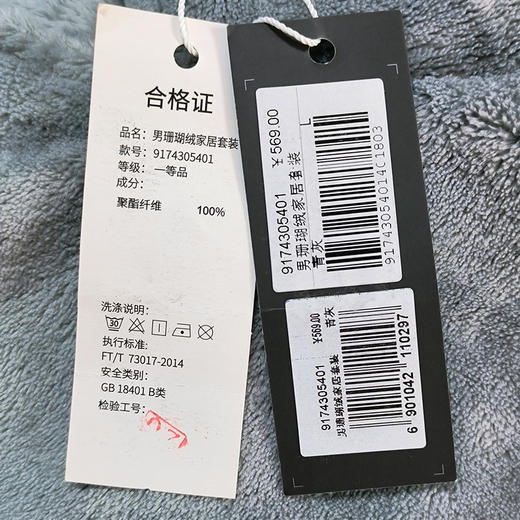 合格证
品名：男珊瑚绒家居套装
款号：9174305401
等级：一等品
成分：
聚酯纤维 100%
洗涤说明：
30
执行标准：
FT/T 73017-2014
安全类别：
GB 18401 B类
检验工号：
9174305401 ¥569.00
男珊瑚绒家居套装 L
青灰
91743054014C1803
¥569.00 青灰
9174305401
男珊瑚绒家居套装
6 901042 110297